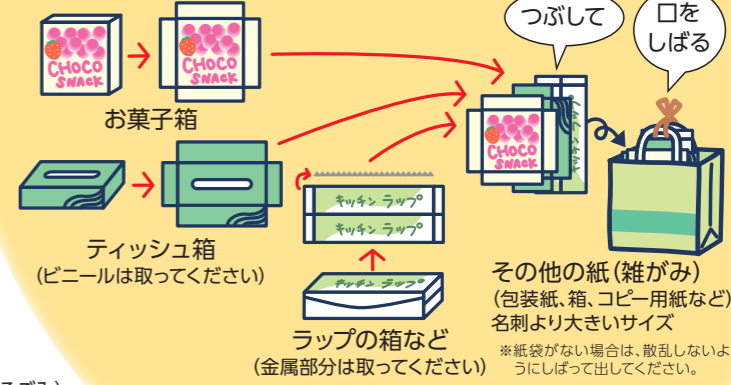 つぶして
口を
しばる
CHOCO
SNACK
CHOCO
SNACK
お菓子箱
CHOCO
SNACK
キッチン ラップ
キッチン ラップ
キッチン ラップ
キッチン ラップ
ティッシュ箱
(ビニールは取ってください)
ラップの箱など
(金属部分は取ってください)
その他の紙(雑がみ)
(包装紙、箱、コピー用紙など)
名刺より大きいサイズ
※紙袋がない場合は、散乱しないよ
うにしばって出してください。